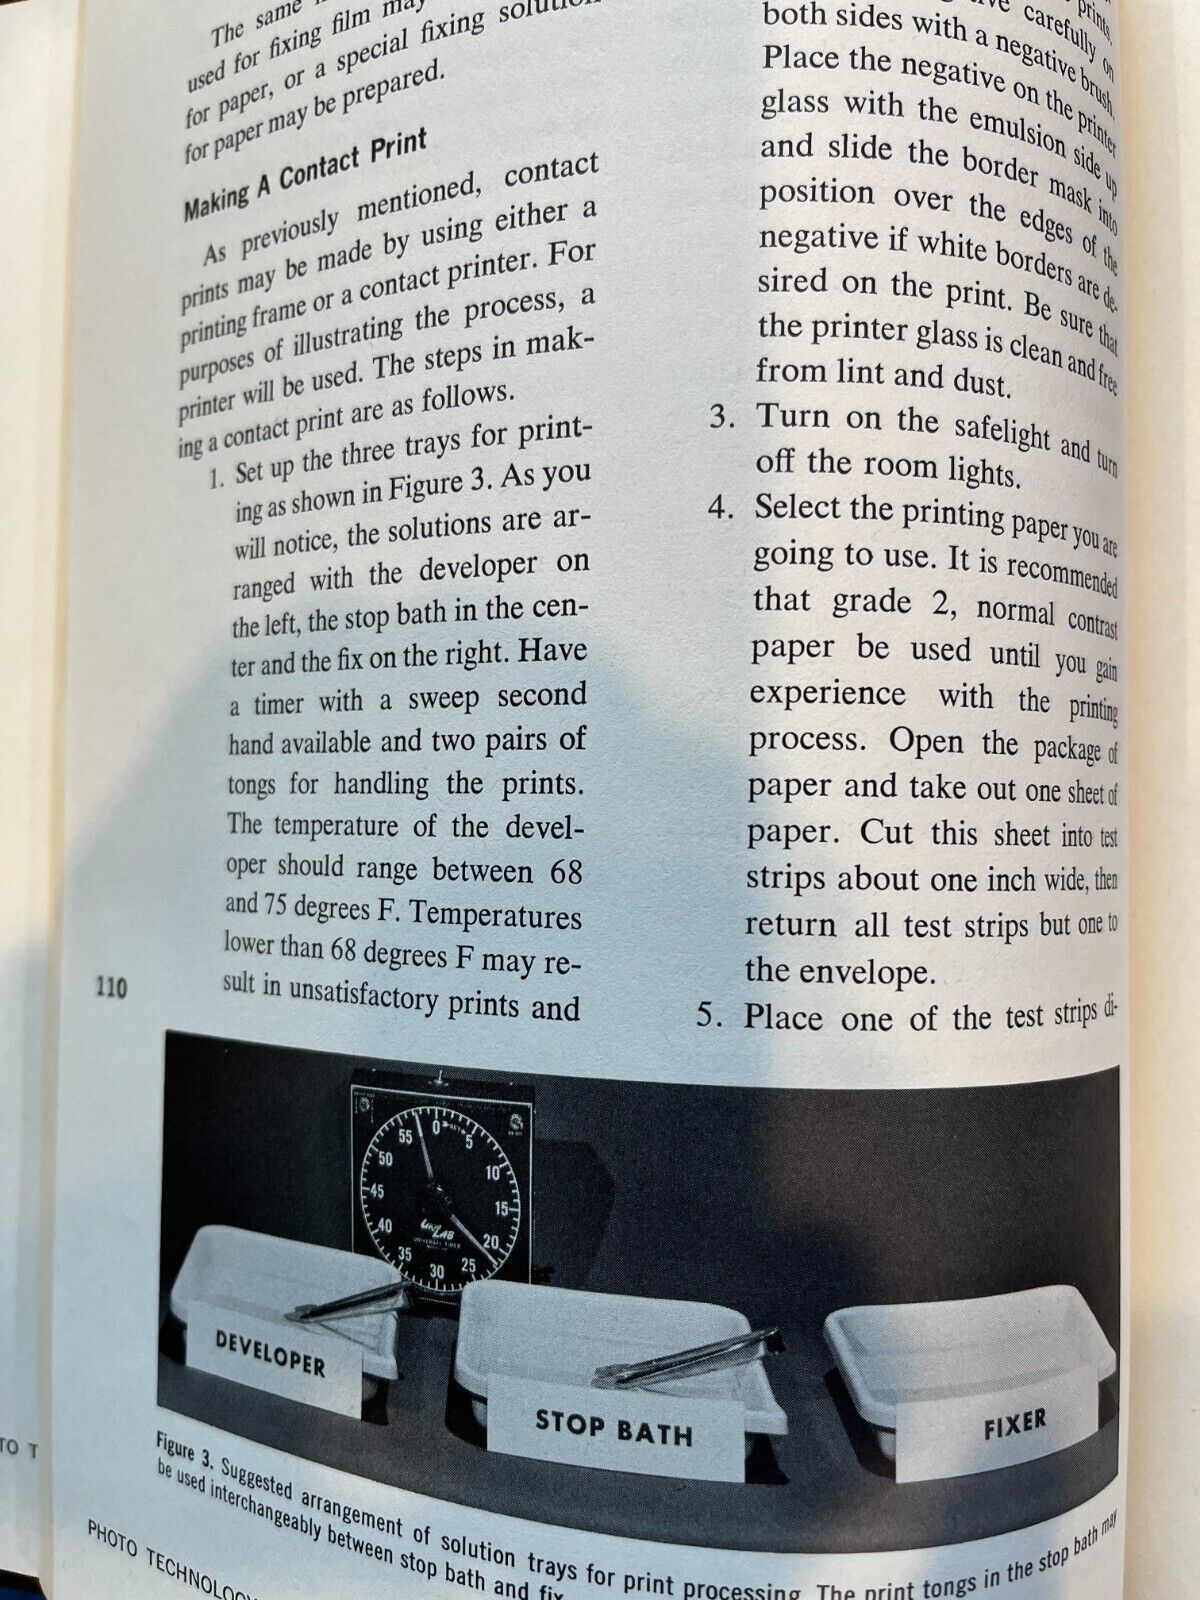 The same
used for fixing film may
for paper, or a special fixing solution
for paper may be prepared.
Making A Contact Print
As previously mentioned, contact
prints may be made by using either a
printing frame or a contact printer. For
purposes of illustrating the process, a
printer will be used. The steps in mak-
ing a contact print are as follows.
1. Set up the three trays for print-
ing as shown in Figure 3. As you
will notice, the solutions are ar-
ranged with the developer on
the left, the stop bath in the cen-
ter and the fix on the right. Have
a timer with a sweep second
hand available and two pairs of
tongs for handling the prints.
The temperature of the devel-
oper should range between 68
and 75 degrees F. Temperatures
lower than 68 degrees F may re-
sult in unsatisfactory prints and
110
prints.
carefully on
both sides with a negative brush.
Place the negative on the printer
glass with the emulsion side up
and slide the border mask into
position over the edges of the
negative if white borders are de-
sired on the print. Be sure that
the printer glass is clean and free
from lint and dust.
3. Turn on the safelight and turn
off the room lights.
4. Select the printing paper you are
going to use. It is recommended
that grade 2, normal contrast
paper be used until you gain
experience with the printing
process. Open the package of
paper and take out one sheet of
paper. Cut this sheet into test
strips about one inch wide, then
return all test strips but one to
the envelope.
5. Place one of the test strips di-
0
5
10
15
20
25
30
35
40
45
50
55
UNIVERSAL TIMER
DEVELOPER
STOP BATH
FIXER
Figure 3. Suggested arrangement of solution trays for print processing. The print tongs in the stop bath may
be used interchangeably between stop bath and fix
PHOTO TECHNOLOGY
TO T